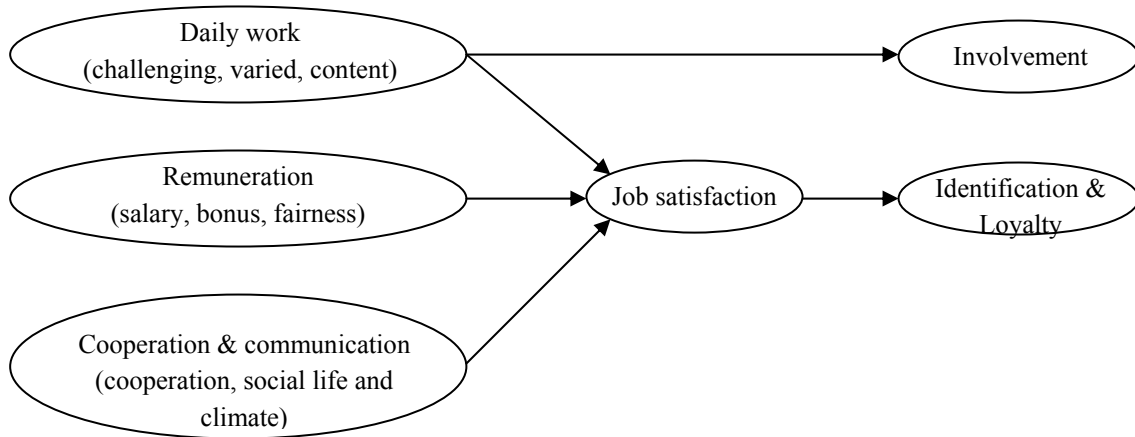 Daily work
(challenging, varied, content)
Involvement
Remuneration
(salary, bonus, fairness)
Job satisfaction
Identification &
Loyalty
Cooperation & communication
(cooperation, social life and
climate)